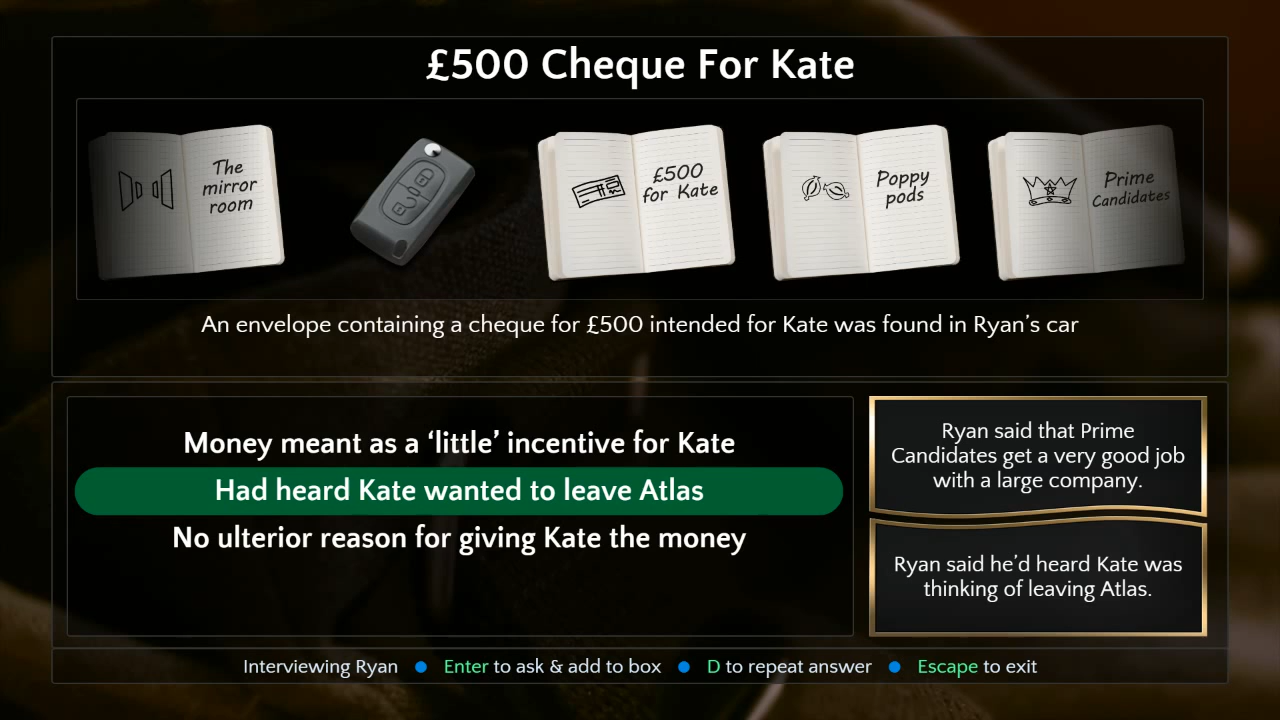 £500 Cheque For Kate
The
mirror
room
£500
for Kate
Poppy
pods
Prime
Candidates
An envelope containing a cheque for £500 intended for Kate was found in Ryan’s car
Money meant as a ‘little’ incentive for Kate
Had heard Kate wanted to leave Atlas
No ulterior reason for giving Kate the money
Ryan said that Prime
Candidates get a very good job
with a large company.
Ryan said he’d heard Kate was
thinking of leaving Atlas.
Interviewing Ryan ● Enter to ask & add to box ● D to repeat answer ● Escape to exit